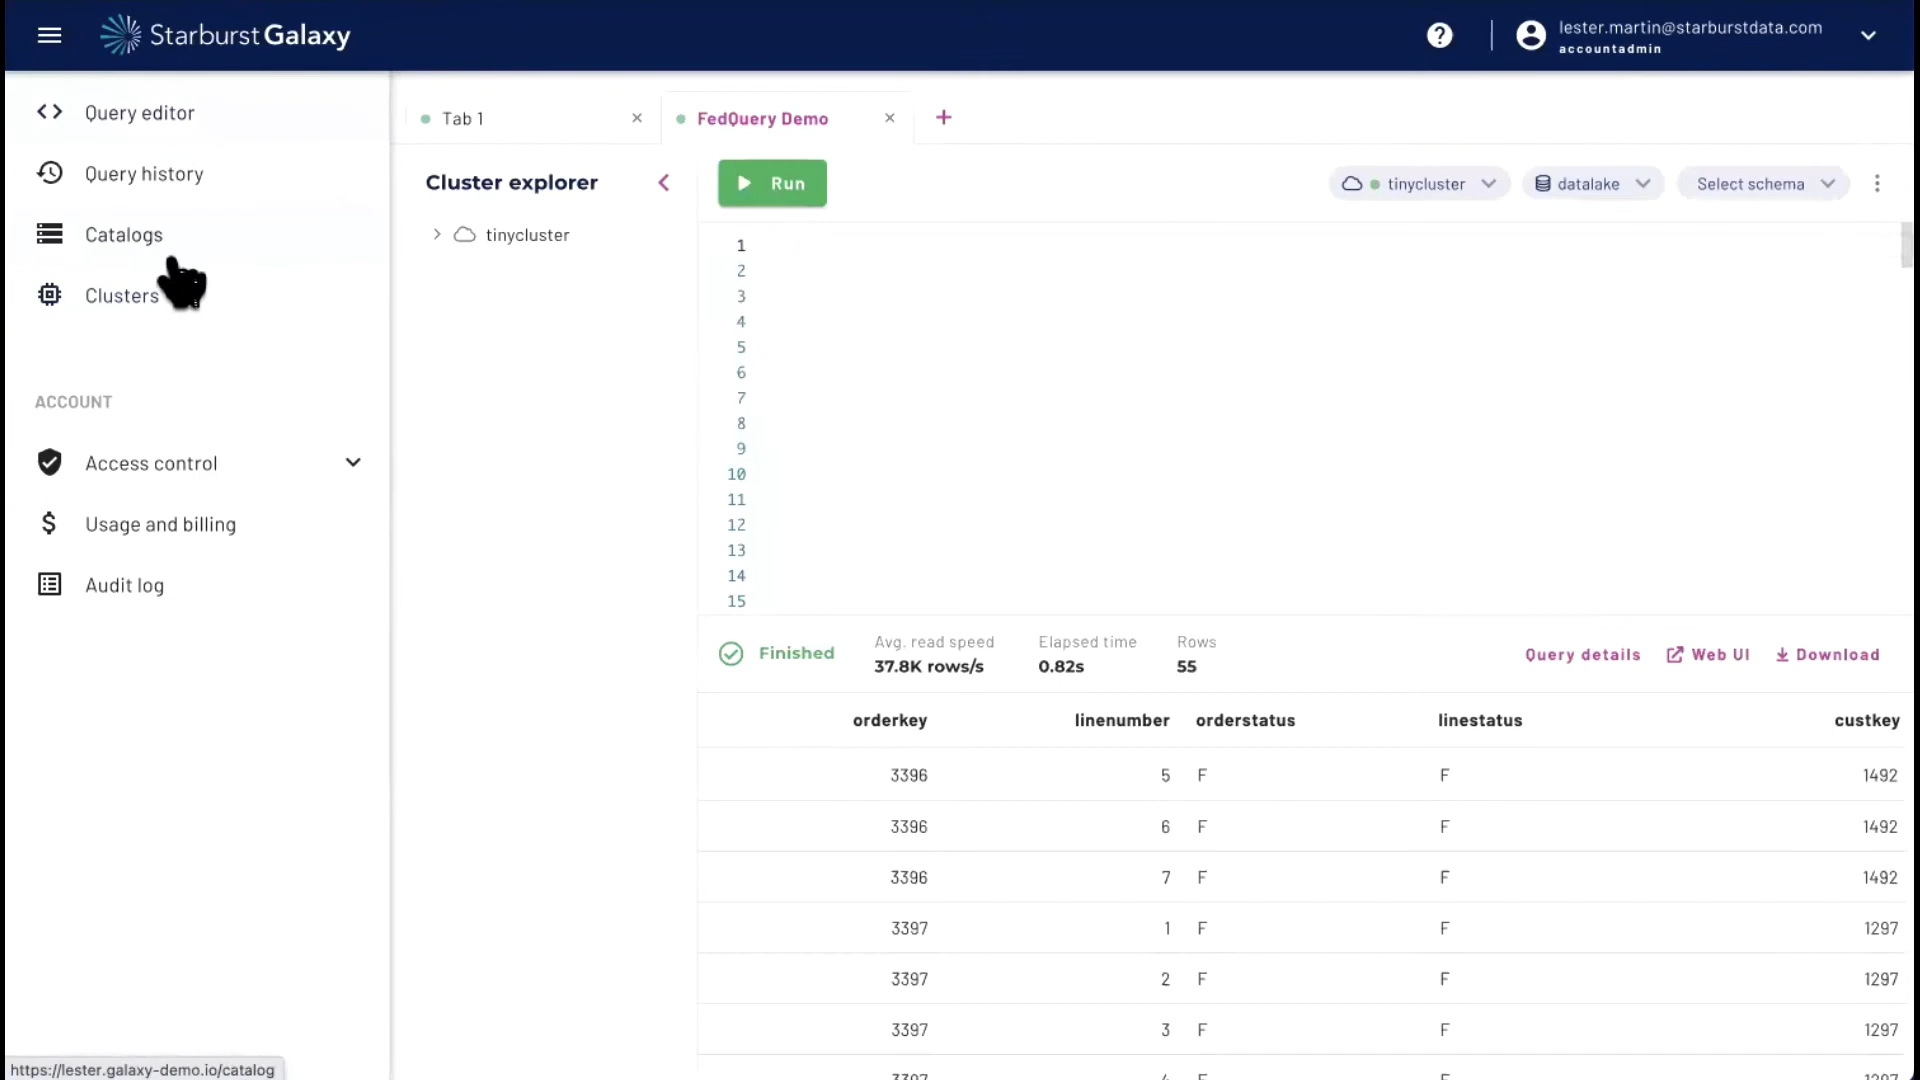 Starburst Galaxy
?
lester.martin@starburstdata.com
accountadmin
Query editor
Query history
Catalogs
Clusters
ACCOUNT
Access control
Usage and billing
Audit log
Tab 1
FedQuery Demo
Cluster explorer
tinycluster
Run
tinycluster
datalake
Select schema
1
2
3
4
5
6
7
8
9
10
11
12
13
14
15
Finished
Avg. read speed
37.8K rows/s
Elapsed time
0.82s
Rows
55
Query details
Web UI
Download
orderkey linenumber orderstatus linestatus custkey
3396 5 F F 1492
3396 6 F F 1492
3396 7 F F 1492
3397 1 F F 1297
3397 2 F F 1297
3397 3 F F 1297
3397 4 F F 1297
https://lester.galaxy-demo.io/catalog